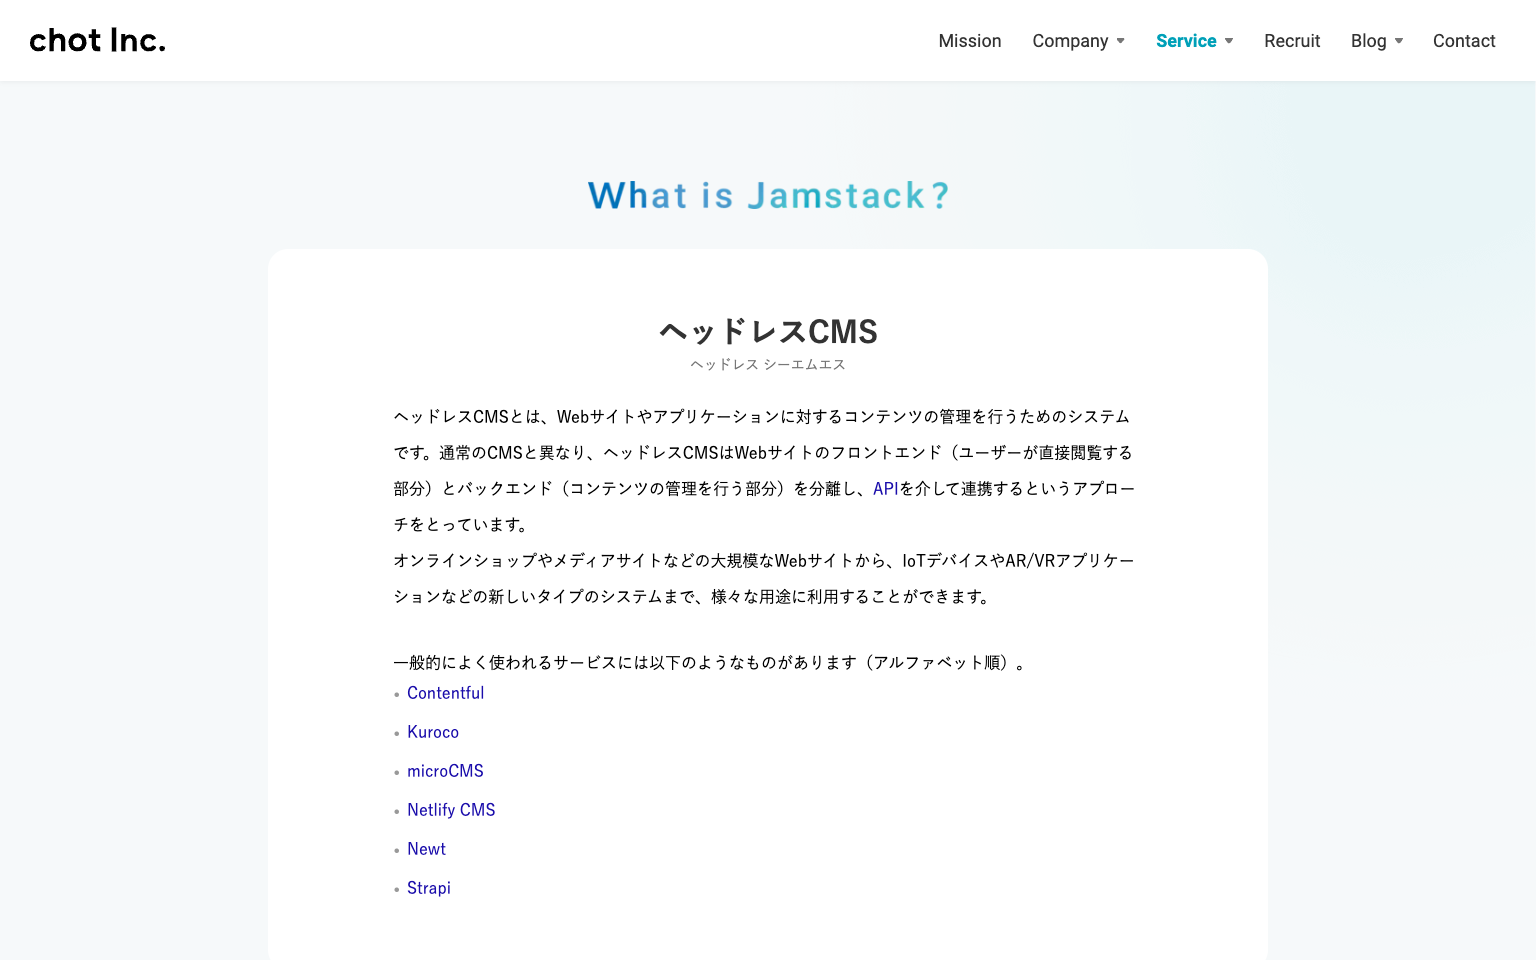 chot Inc.
Mission Company Service Recruit Blog Contact
What is Jamstack?
ヘッドレスCMS
ヘッドレス シーエムエス
ヘッドレスCMSとは、Webサイトやアプリケーションに対するコンテンツの管理を行うためのシステム
です。通常のCMSと異なり、ヘッドレスCMSはWebサイトのフロントエンド（ユーザーが直接閲覧する
部分）とバックエンド（コンテンツの管理を行う部分）を分離し、APIを介して連携するというアプロー
チをとっています。
オンラインショップやメディアサイトなどの大規模なWebサイトから、IoTデバイスやAR/VRアプリケー
ションなどの新しいタイプのシステムまで、様々な用途に利用することができます。
一般的によく使われるサービスには以下のようなものがあります（アルファベット順）。
• Contentful
• Kuroco
• microCMS
• Netlify CMS
• Newt
• Strapi